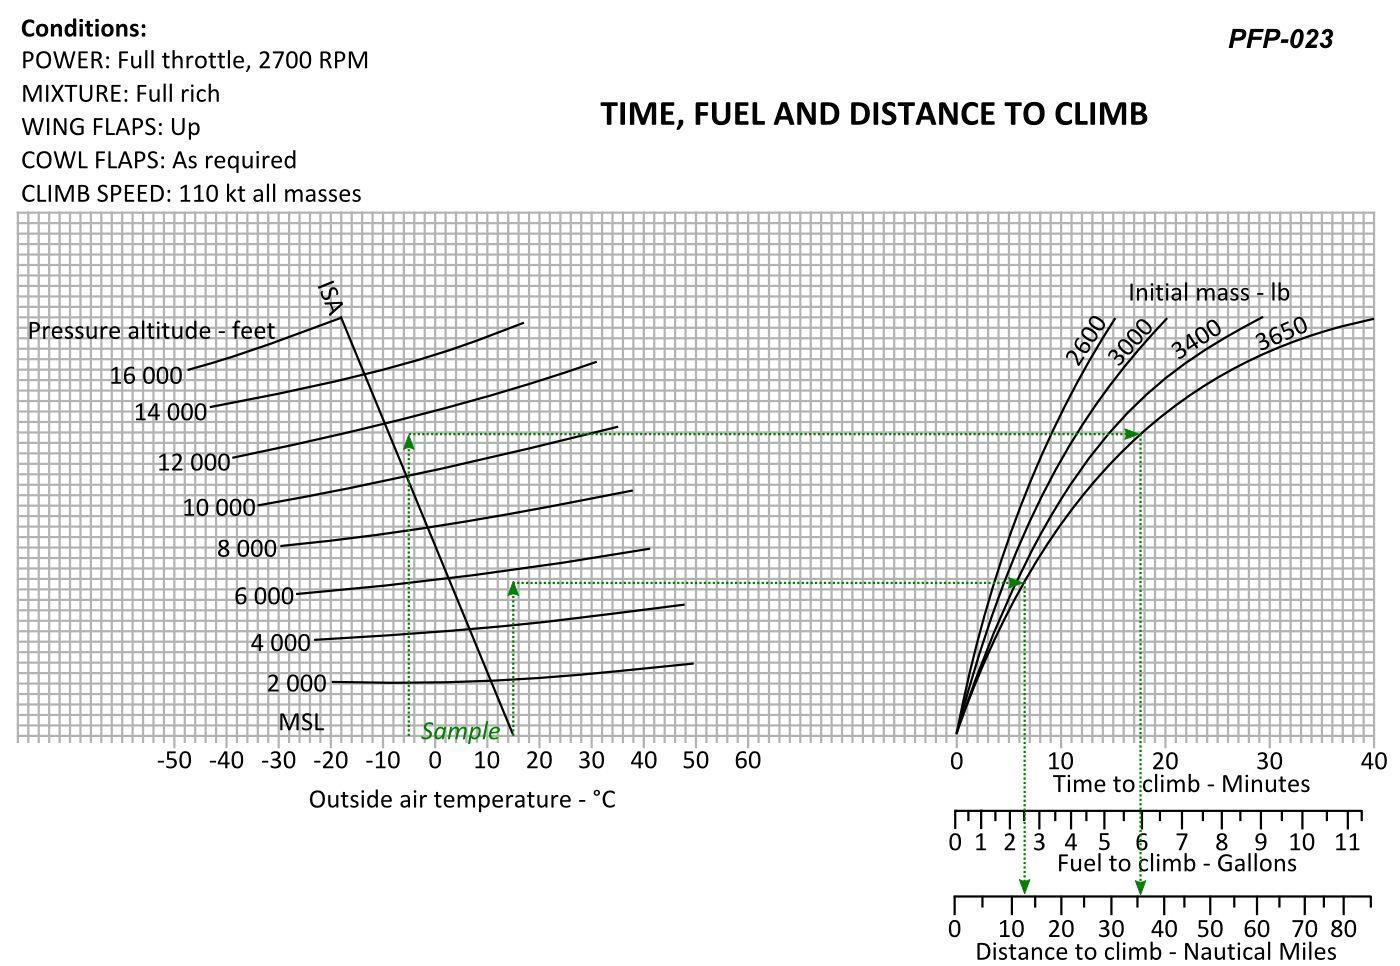 Conditions:
POWER: Full throttle, 2700 RPM
MIXTURE: Full rich
WING FLAPS: Up
COWL FLAPS: As required
CLIMB SPEED: 110 kt all masses
PFP-023
TIME, FUEL AND DISTANCE TO CLIMB
ISA
Pressure altitude - feet
16 000
14 000
12 000
10 000
8 000
6 000
4 000
2 000
MSL
Sample
-50 -40 -30 -20 -10 0 10 20 30 40 50 60
Outside air temperature - °C
Initial mass - lb
2600 3000 3400 3650
0 10 20 30 40
Time to climb - Minutes
0 1 2 3 4 5 6 7 8 9 10 11
Fuel to climb - Gallons
0 10 20 30 40 50 60 70 80
Distance to climb - Nautical Miles